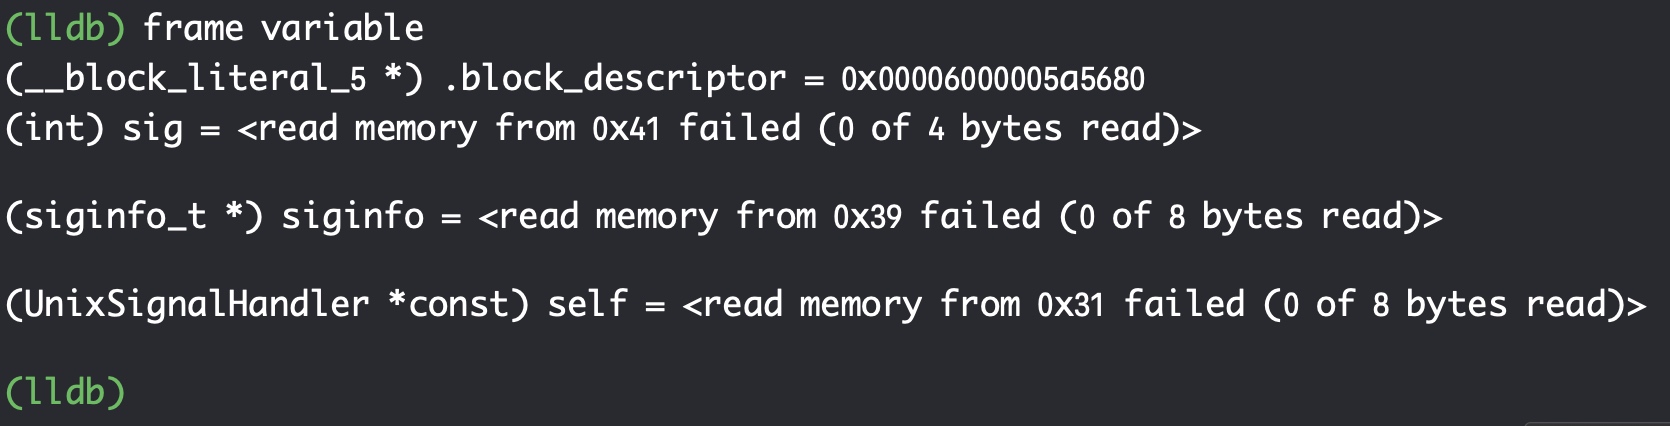 (lldb) frame variable
(__block_literal_5 *) .block_descriptor = 0x00006000005a5680
(int) sig = <read memory from 0x41 failed (0 of 4 bytes read)>
(siginfo_t *) siginfo = <read memory from 0x39 failed (0 of 8 bytes read)>
(UnixSignalHandler *const) self = <read memory from 0x31 failed (0 of 8 bytes read)>
(lldb)